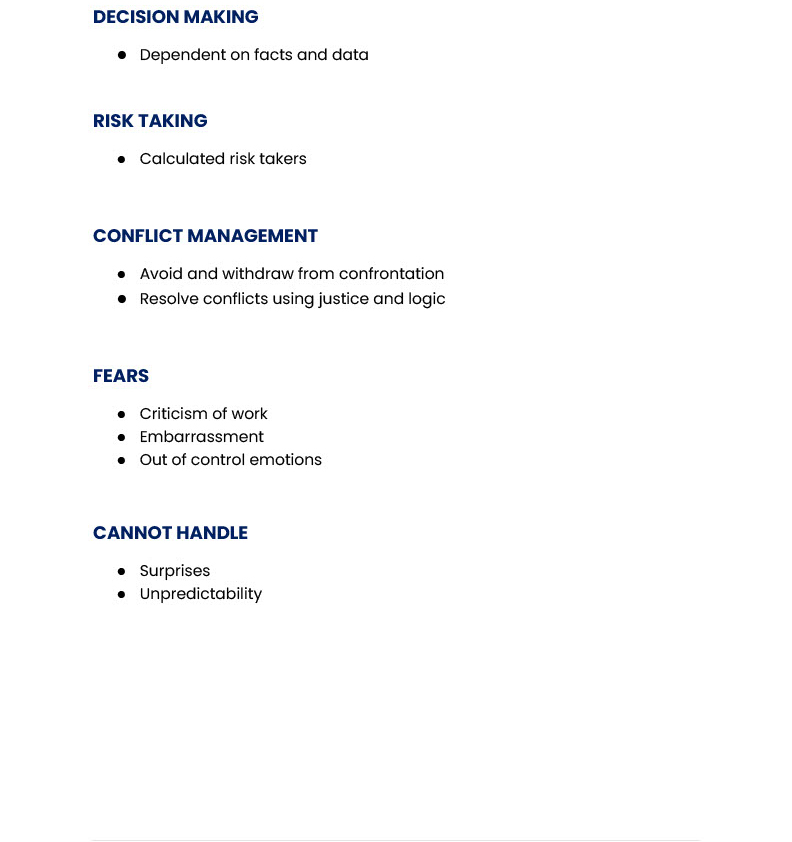 DECISION MAKING
● Dependent on facts and data
RISK TAKING
● Calculated risk takers
CONFLICT MANAGEMENT
● Avoid and withdraw from confrontation
● Resolve conflicts using justice and logic
FEARS
● Criticism of work
● Embarrassment
● Out of control emotions
CANNOT HANDLE
● Surprises
● Unpredictability